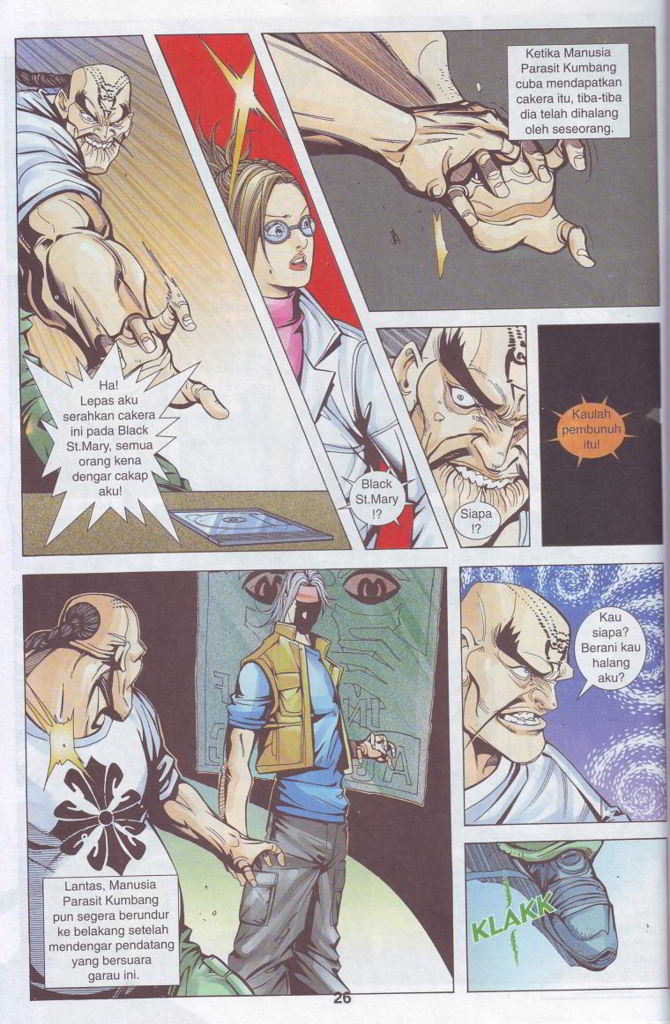 Ha!
Lepas aku
serahkan cakera
ini pada Black
St.Mary, semua
orang kena
dengar cakap
aku!
Black
St.Mary
!?
Ketika Manusia
Parasit Kumbang
cuba mendapatkan
cakera itu, tiba-tiba
dia telah dihalang
oleh seseorang.
Siapa
!?
Kaulah
pembunuh
itu!
Lantas, Manusia
Parasit Kumbang
pun segera berundur
ke belakang setelah
mendengar pendatang
yang bersuara
garau ini.
Kau
siapa?
Berani kau
halang
aku?
KLAKK
26